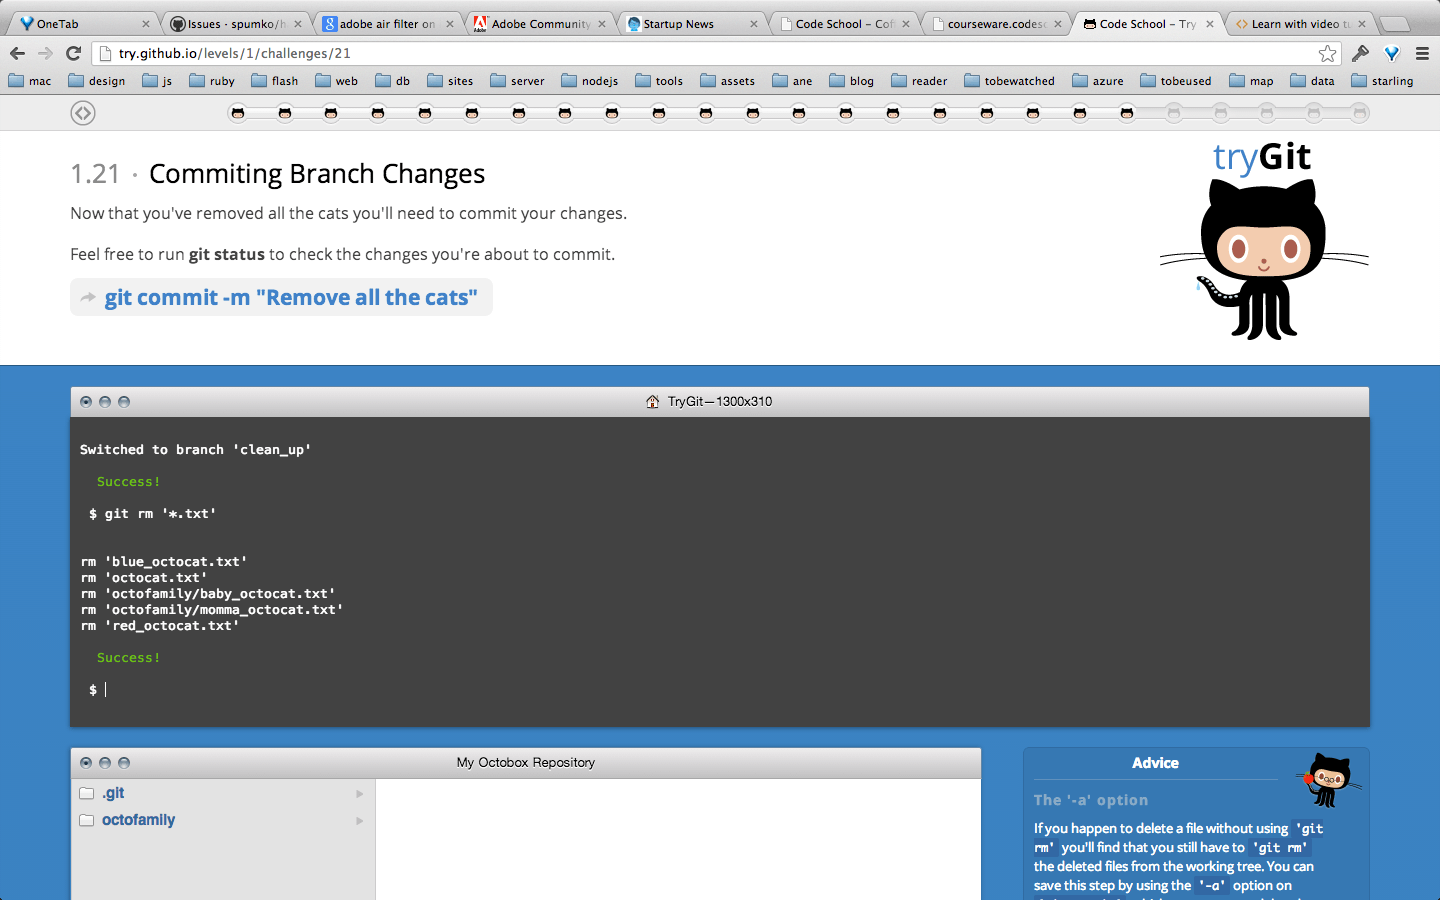 OneTab
Issues · spumko/h
adobe air filter on
Adobe Community
Startup News
Code School – Cof
courseware.codesc
Code School – Try
Learn with video tu
try.github.io/levels/1/challenges/21
mac design js ruby flash web db sites server nodejs tools assets ane blog reader tobewatched azure tobeused map data starling
1.21 · Commiting Branch Changes
tryGit
Now that you've removed all the cats you'll need to commit your changes.
Feel free to run git status to check the changes you're about to commit.
git commit -m "Remove all the cats"
TryGit—1300x310
Switched to branch 'clean_up'
Success!
$ git rm '*.txt'
rm 'blue_octocat.txt'
rm 'octocat.txt'
rm 'octofamily/baby_octocat.txt'
rm 'octofamily/momma_octocat.txt'
rm 'red_octocat.txt'
Success!
$
My Octobox Repository
.git
octofamily
Advice
The '-a' option
If you happen to delete a file without using 'git
rm' you'll find that you still have to 'git rm'
the deleted files from the working tree. You can
save this step by using the '-a' option on